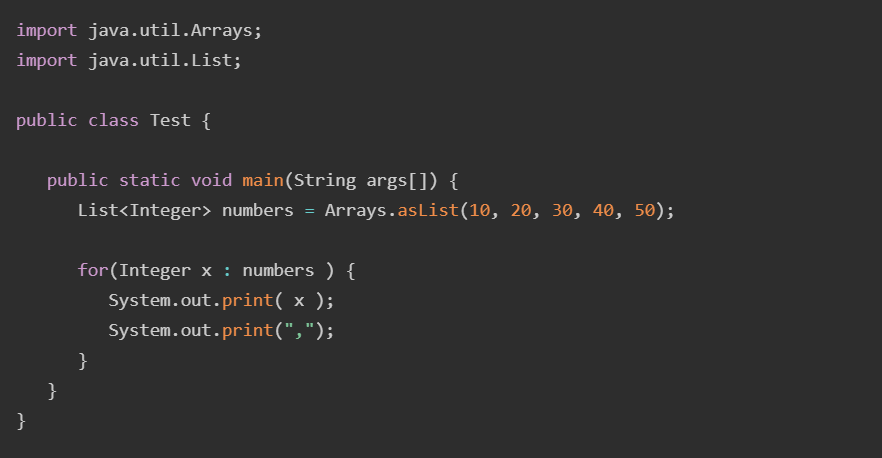 import java.util.Arrays;
import java.util.List;
public class Test {
public static void main(String args[]) {
List<Integer> numbers = Arrays.asList(10, 20, 30, 40, 50);
for(Integer x : numbers ) {
System.out.print( x );
System.out.print(",");
}
}
}